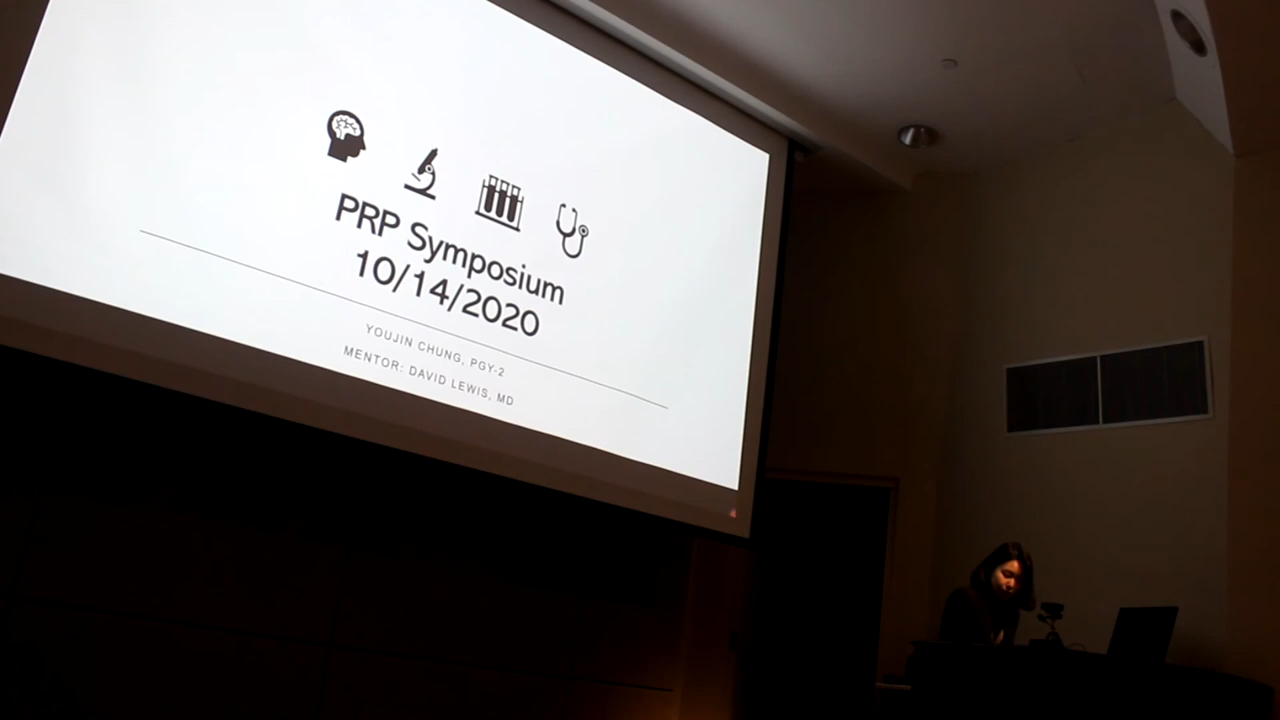 PRP Symposium
10/14/2020
YOUJIN CHUNG, PGY-2
MENTOR: DAVID LEWIS, MD